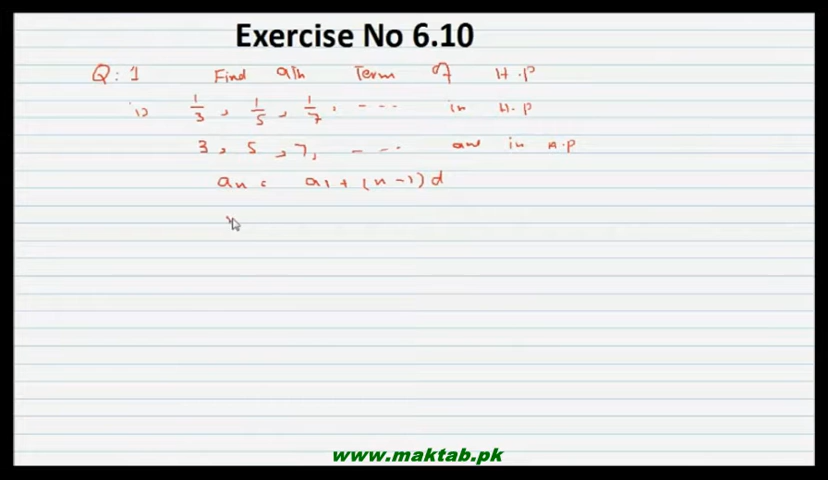 Exercise No 6.10
Q: 1 Find 9Th Term of H.P
i) 1/3, 1/5, 1/7, - - - - in H.P
3, 5, 7, - - - - are in A.P
an = a1 + (n-1)d
www.maktab.pk